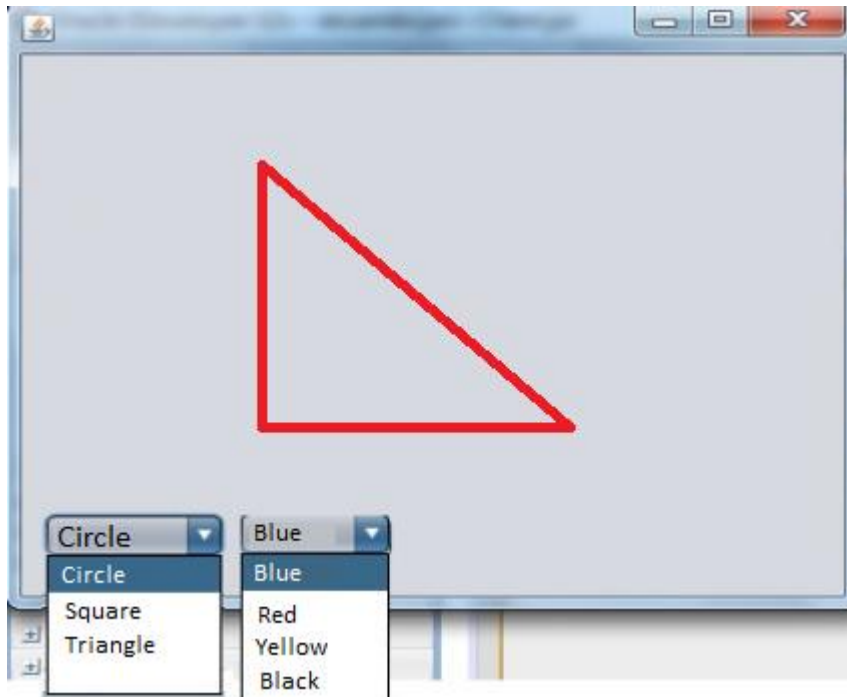 Circle
Blue
Circle
Blue
Square
Red
Triangle
Yellow
Black